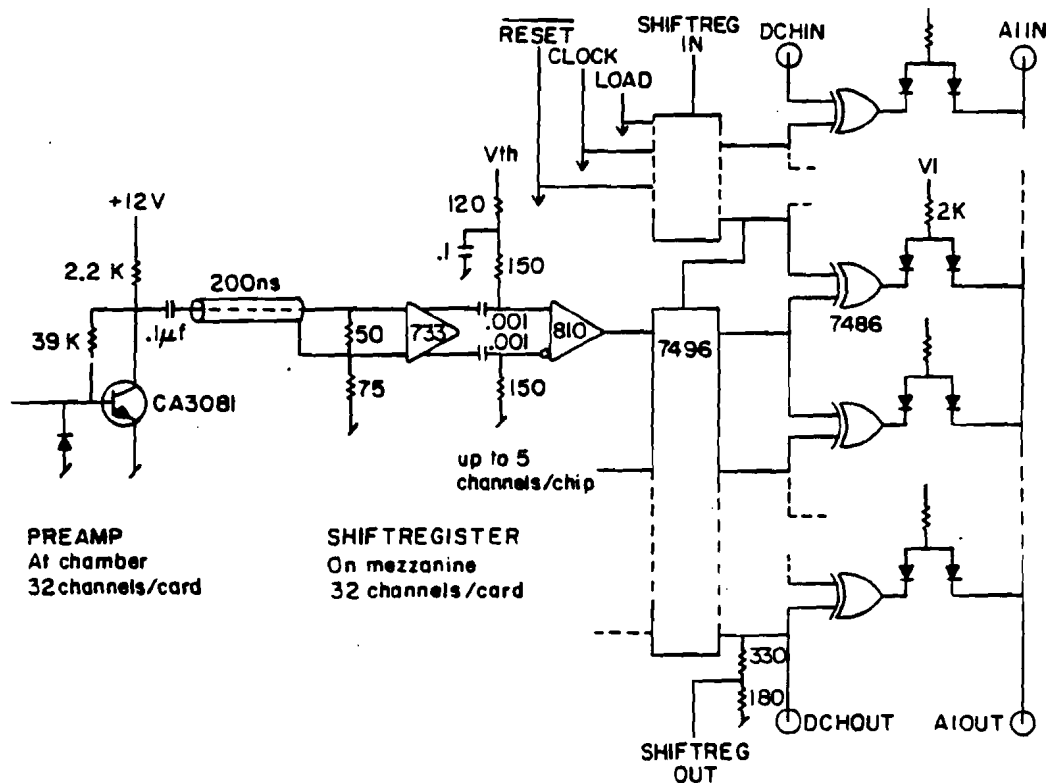 RESET
CLOCK
LOAD
SHIFTREG
IN
DCHIN
A1IN
Vth
120
.1
150
+12V
2.2 K
200ns
39 K
.1μf
50
75
733
.001
.001
810
150
CA3081
7496
V1
2K
7486
up to 5
channels/chip
PREAMP
At chamber
32 channels/card
SHIFTREGISTER
On mezzanine
32 channels/card
330
180
SHIFTREG
OUT
DCHOUT
A1OUT